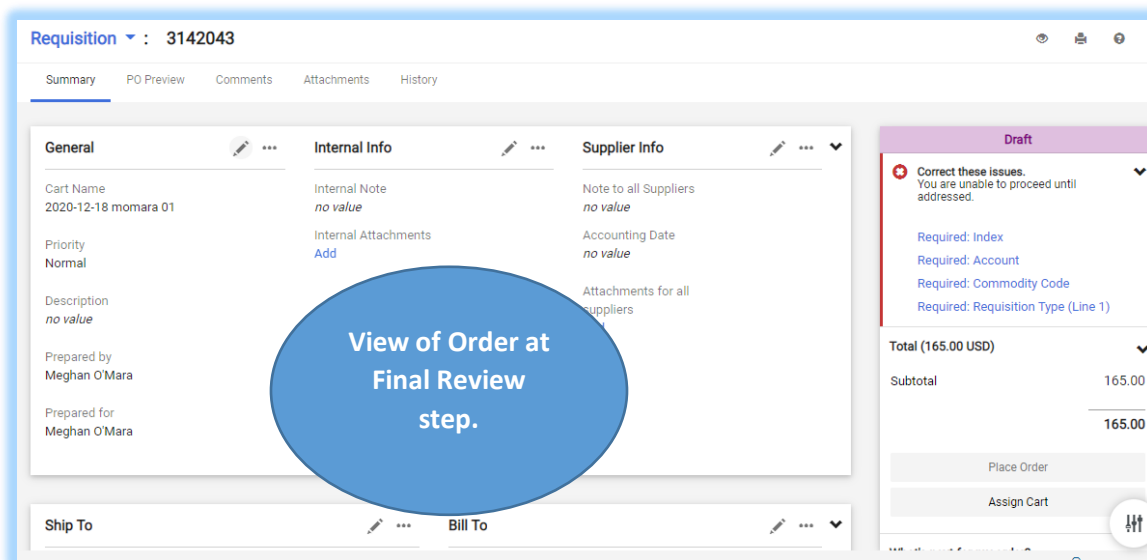 Requisition : 3142043
Summary PO Preview Comments Attachments History
General
Cart Name
2020-12-18 momara 01
Priority
Normal
Description
no value
Prepared by
Meghan O'Mara
Prepared for
Meghan O'Mara
Internal Info
Internal Note
no value
Internal Attachments
Add
Supplier Info
Note to all Suppliers
no value
Accounting Date
no value
Attachments for all
suppliers
View of Order at
Final Review
step.
Ship To
Bill To
Draft
Correct these issues.
You are unable to proceed until
addressed.
Required: Index
Required: Account
Required: Commodity Code
Required: Requisition Type (Line 1)
Total (165.00 USD)
Subtotal 165.00
165.00
Place Order
Assign Cart